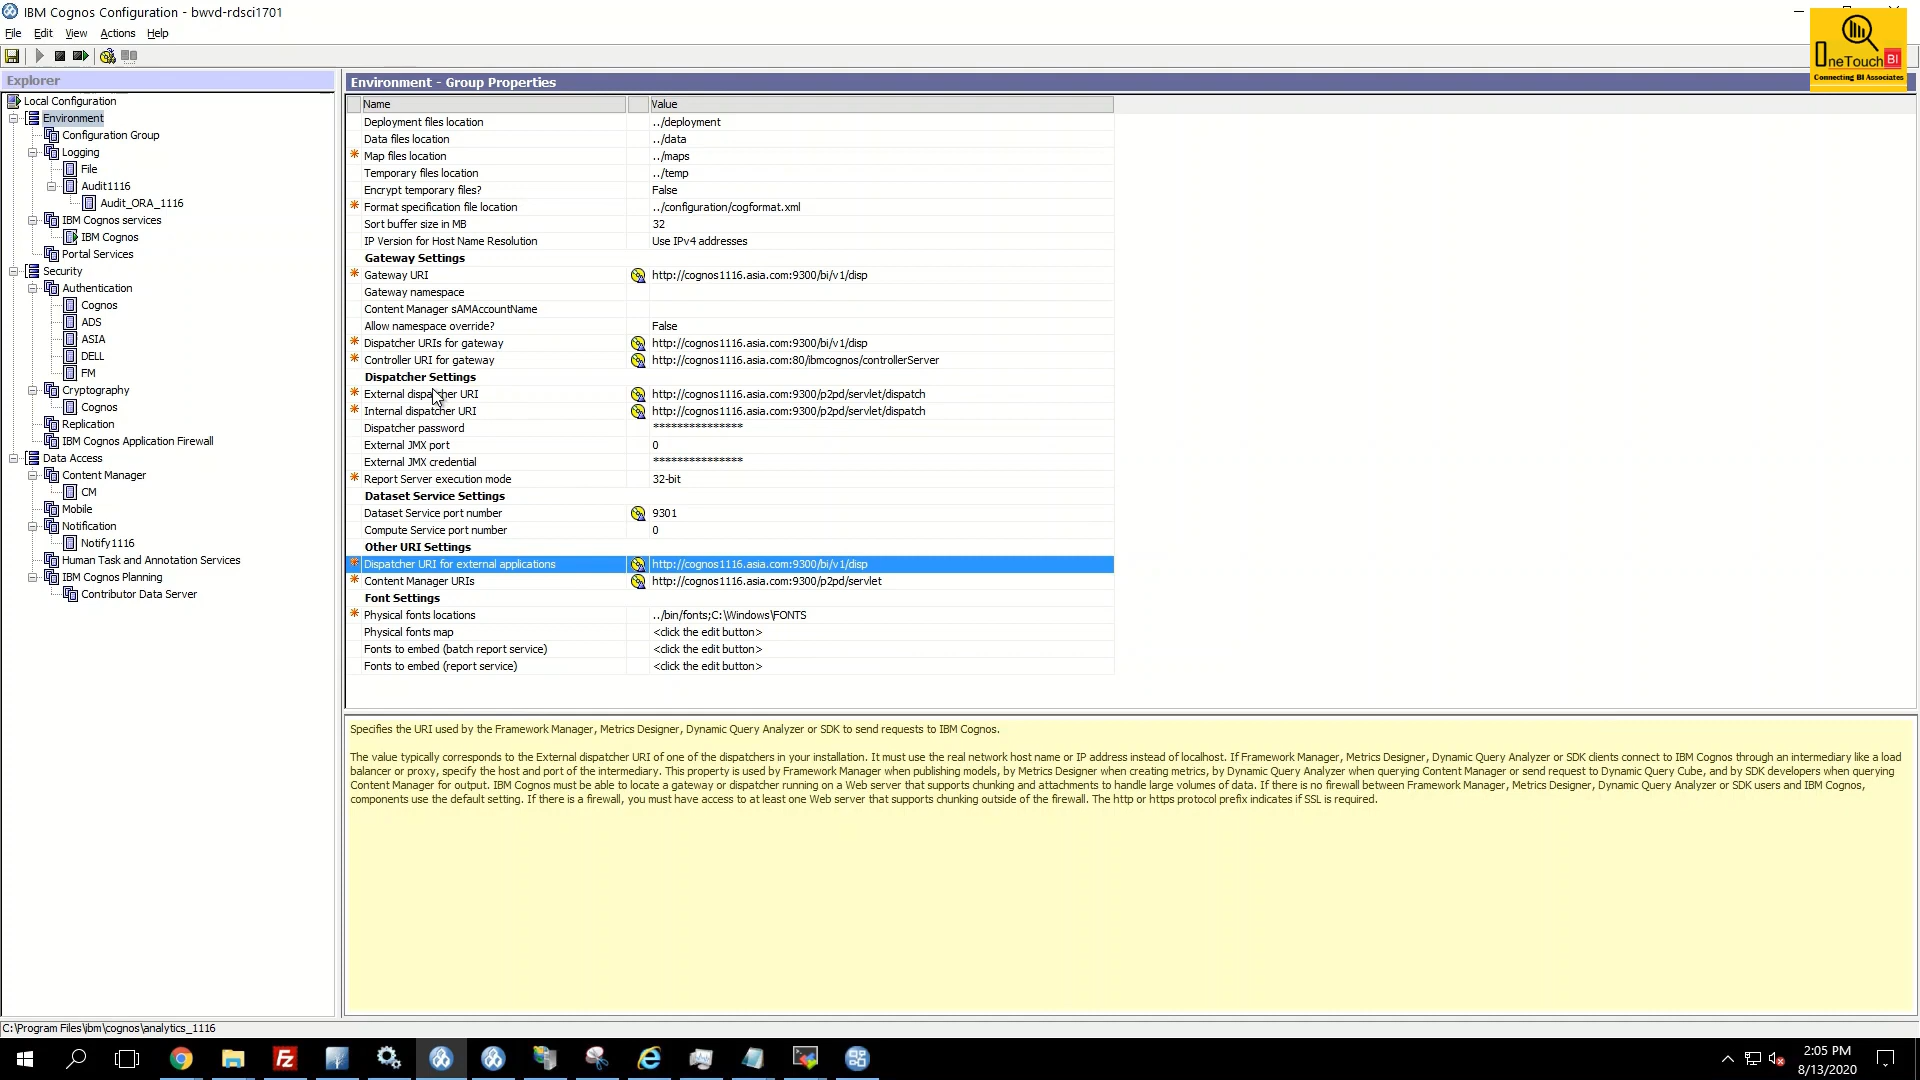 IBM Cognos Configuration - bwvd-rdsci1701
File Edit View Actions Help
OneTouch BI
Connecting BI Associates
Explorer
Local Configuration
Environment
Configuration Group
Logging
File
Audit1116
Audit_ORA_1116
IBM Cognos services
IBM Cognos
Portal Services
Security
Authentication
Cognos
ADS
ASIA
DELL
FM
Cryptography
Cognos
Replication
IBM Cognos Application Firewall
Data Access
Content Manager
CM
Mobile
Notification
Notify1116
Human Task and Annotation Services
IBM Cognos Planning
Contributor Data Server
Environment - Group Properties
Name Value
Deployment files location ../deployment
Data files location ../data
* Map files location ../maps
Temporary files location ../temp
Encrypt temporary files? False
* Format specification file location ../configuration/cogformat.xml
Sort buffer size in MB 32
IP Version for Host Name Resolution Use IPv4 addresses
Gateway Settings
* Gateway URI http://cognos1116.asia.com:9300/bi/v1/disp
Gateway namespace
Content Manager sAMAccountName
Allow namespace override? False
* Dispatcher URIs for gateway http://cognos1116.asia.com:9300/bi/v1/disp
* Controller URI for gateway http://cognos1116.asia.com:80/ibmcognos/controllerServer
Dispatcher Settings
* External dispatcher URI http://cognos1116.asia.com:9300/p2pd/servlet/dispatch
* Internal dispatcher URI http://cognos1116.asia.com:9300/p2pd/servlet/dispatch
Dispatcher password ***************
External JMX port 0
External JMX credential ***************
* Report Server execution mode 32-bit
Dataset Service Settings
Dataset Service port number 9301
Compute Service port number 0
Other URI Settings
* Dispatcher URI for external applications http://cognos1116.asia.com:9300/bi/v1/disp
* Content Manager URIs http://cognos1116.asia.com:9300/p2pd/servlet
Font Settings
* Physical fonts locations ../bin/fonts;C:\Windows\FONTS
Physical fonts map <click the edit button>
Fonts to embed (batch report service) <click the edit button>
Fonts to embed (report service) <click the edit button>
Specifies the URI used by the Framework Manager, Metrics Designer, Dynamic Query Analyzer or SDK to send requests to IBM Cognos.
The value typically corresponds to the External dispatcher URI of one of the dispatchers in your installation. It must use the real network host name or IP address instead of localhost. If Framework Manager, Metrics Designer, Dynamic Query Analyzer or SDK clients connect to IBM Cognos through an intermediary like a load
balancer or proxy, specify the host and port of the intermediary. This property is used by Framework Manager when publishing models, by Metrics Designer when creating metrics, by Dynamic Query Analyzer when querying Content Manager or send request to Dynamic Query Cube, and by SDK developers when querying
Content Manager for output. IBM Cognos must be able to locate a gateway or dispatcher running on a Web server that supports chunking and attachments to handle large volumes of data. If there is no firewall between Framework Manager, Metrics Designer, Dynamic Query Analyzer or SDK users and IBM Cognos,
components use the default setting. If there is a firewall, you must have access to at least one Web server that supports chunking outside of the firewall. The http or https protocol prefix indicates if SSL is required.
C:\Program Files\ibm\cognos\analytics_1116
2:05 PM
8/13/2020